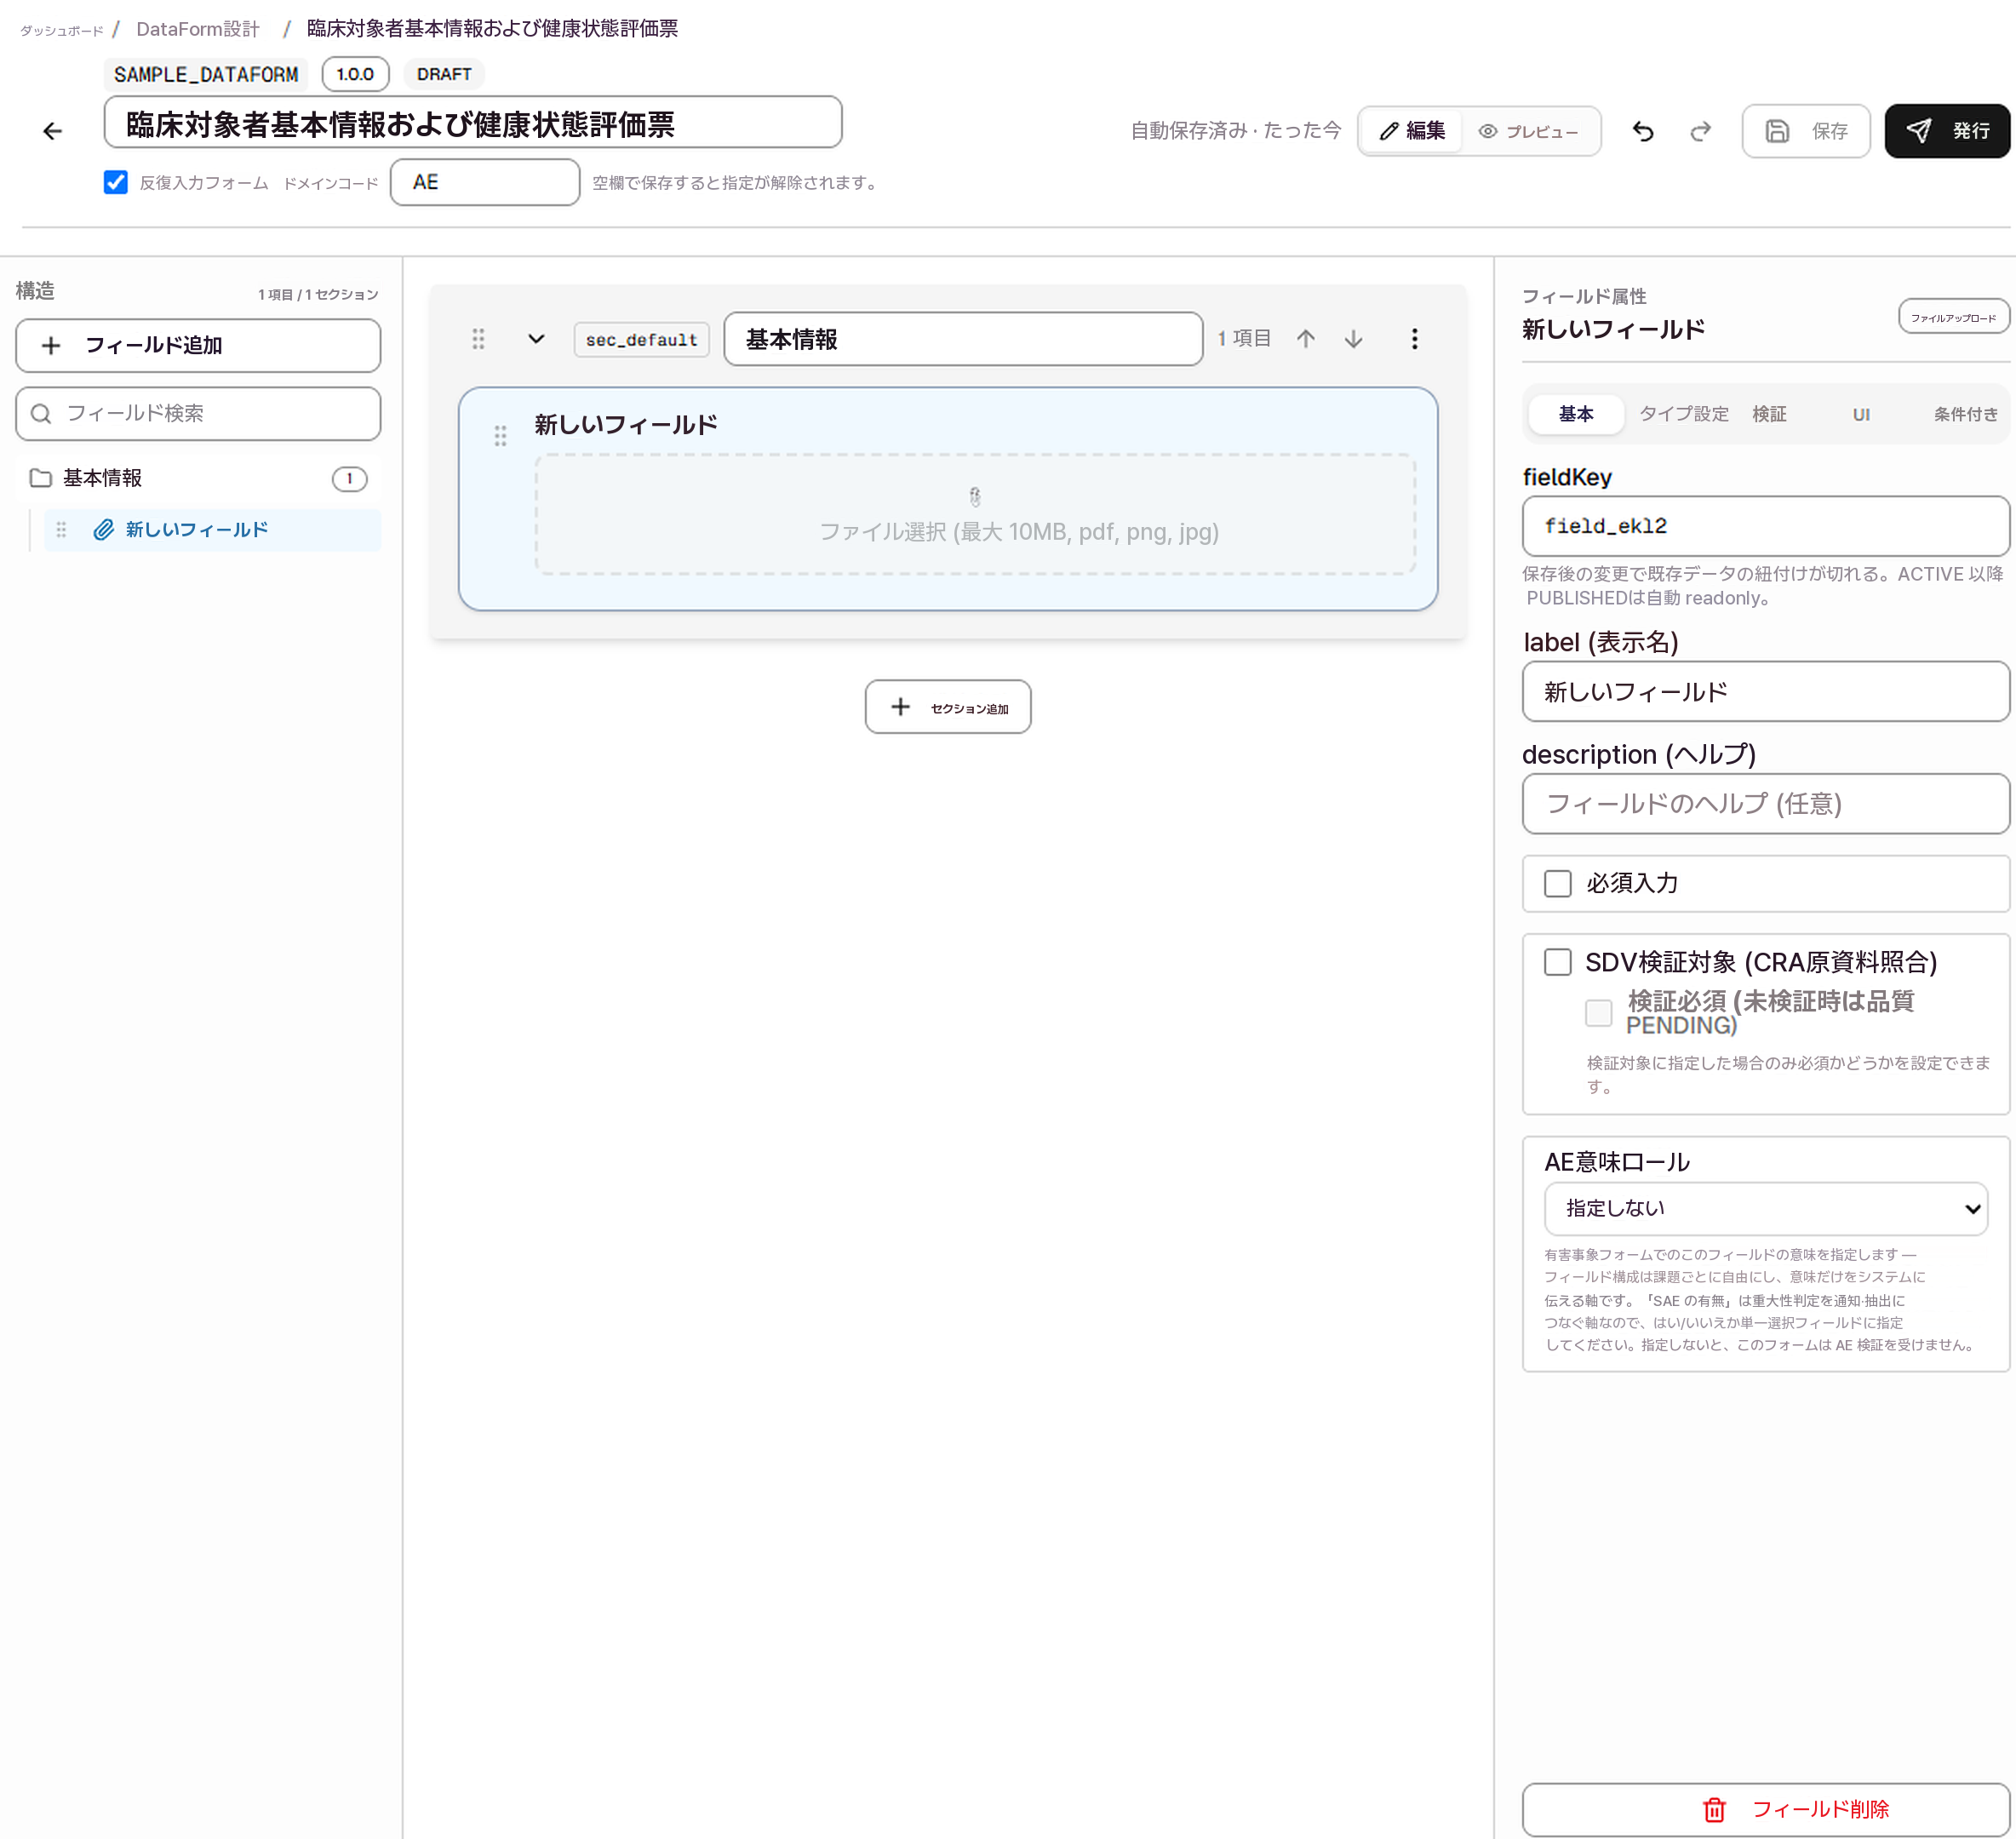 ダッシュボード / DataForm設計 / 臨床対象者基本情報および健康状態評価票
SAMPLE_DATAFORM 1.0.0 DRAFT
臨床対象者基本情報および健康状態評価票
自動保存済み · たった今 編集 プレビュー 保存 発行
反復入力フォーム ドメインコード AE 空欄で保存すると指定が解除されます。
構造 1 項目 / 1 セクション
フィールド追加
フィールド検索
基本情報 1
新しいフィールド
sec_default 基本情報 1 項目
新しいフィールド
ファイル選択 (最大 10MB, pdf, png, jpg)
セクション追加
フィールド属性
新しいフィールド ファイルアップロード
基本 タイプ設定 検証 UI 条件付き
fieldKey
field_ekl2
保存後の変更で既存データの紐付けが切れる。ACTIVE 以降
PUBLISHEDは自動 readonly。
label (表示名)
新しいフィールド
description (ヘルプ)
フィールドのヘルプ (任意)
必須入力
SDV検証対象 (CRA原資料照合)
検証必須 (未検証時は品質
PENDING)
検証対象に指定した場合のみ必須かどうかを設定できま
す。
AE意味ロール
指定しない
有害事象フォームでのこのフィールドの意味を指定します —
フィールド構成は課題ごとに自由にし、意味だけをシステムに
伝える軸です。「SAE の有無」は重大性判定を通知·抽出に
つなぐ軸なので、はい/いいえか単一選択フィールドに指定
してください。指定しないと、このフォームは AE 検証を受けません。
フィールド削除